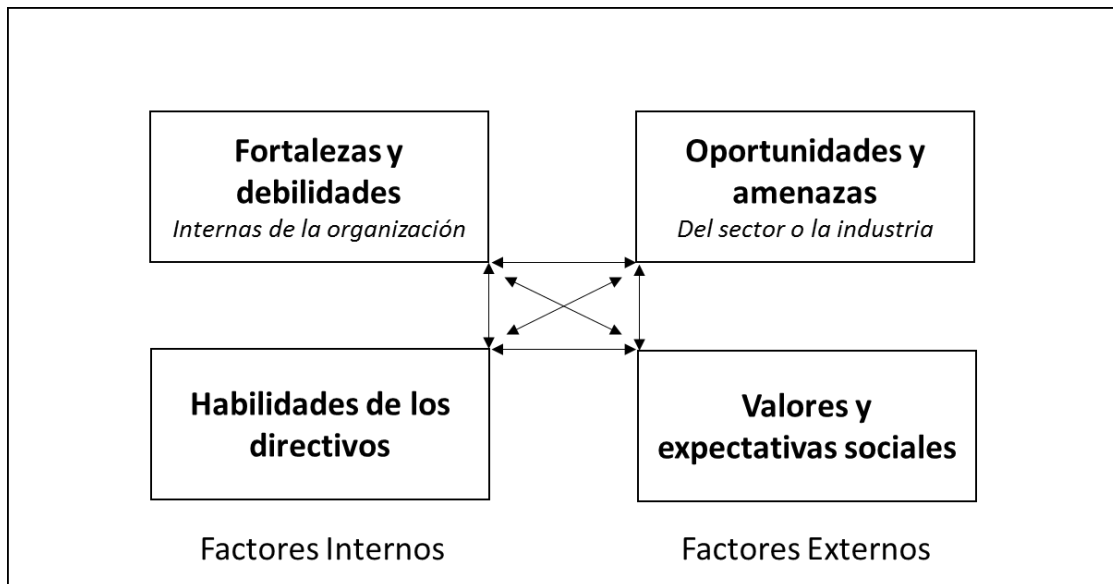 Fortalezas y
debilidades
Internas de la organización
Oportunidades y
amenazas
Del sector o la industria
Habilidades de los
directivos
Valores y
expectativas sociales
Factores Internos
Factores Externos